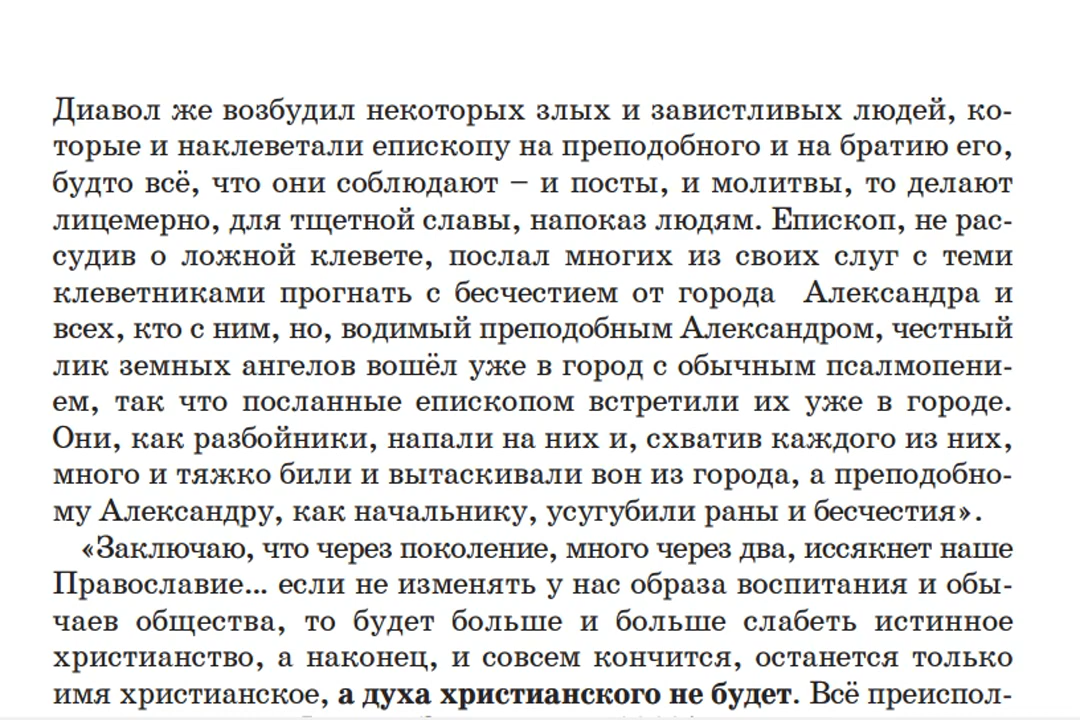 Диавол же возбудил некоторых злых и завистливых людей, ко-
торые и наклеветали епископу на преподобного и на братию его,
будто всё, что они соблюдают – и посты, и молитвы, то делают
лицемерно, для тщетной славы, напоказ людям. Епископ, не рас-
судив о ложной клевете, послал многих из своих слуг с теми
клеветниками прогнать с бесчестием от города Александра и
всех, кто с ним, но, водимый преподобным Александром, честный
лик земных ангелов вошёл уже в город с обычным псалмопени-
ем, так что посланные епископом встретили их уже в городе.
Они, как разбойники, напали на них и, схватив каждого из них,
много и тяжко били и вытаскивали вон из города, а преподобно-
му Александру, как начальнику, усугубили раны и бесчестия».
«Заключаю, что через поколение, много через два, иссякнет наше
Православие... если не изменять у нас образа воспитания и обы-
чаев общества, то будет больше и больше слабеть истинное
христианство, а наконец, и совсем кончится, останется только
имя христианское, а духа христианского не будет. Всё преиспол-